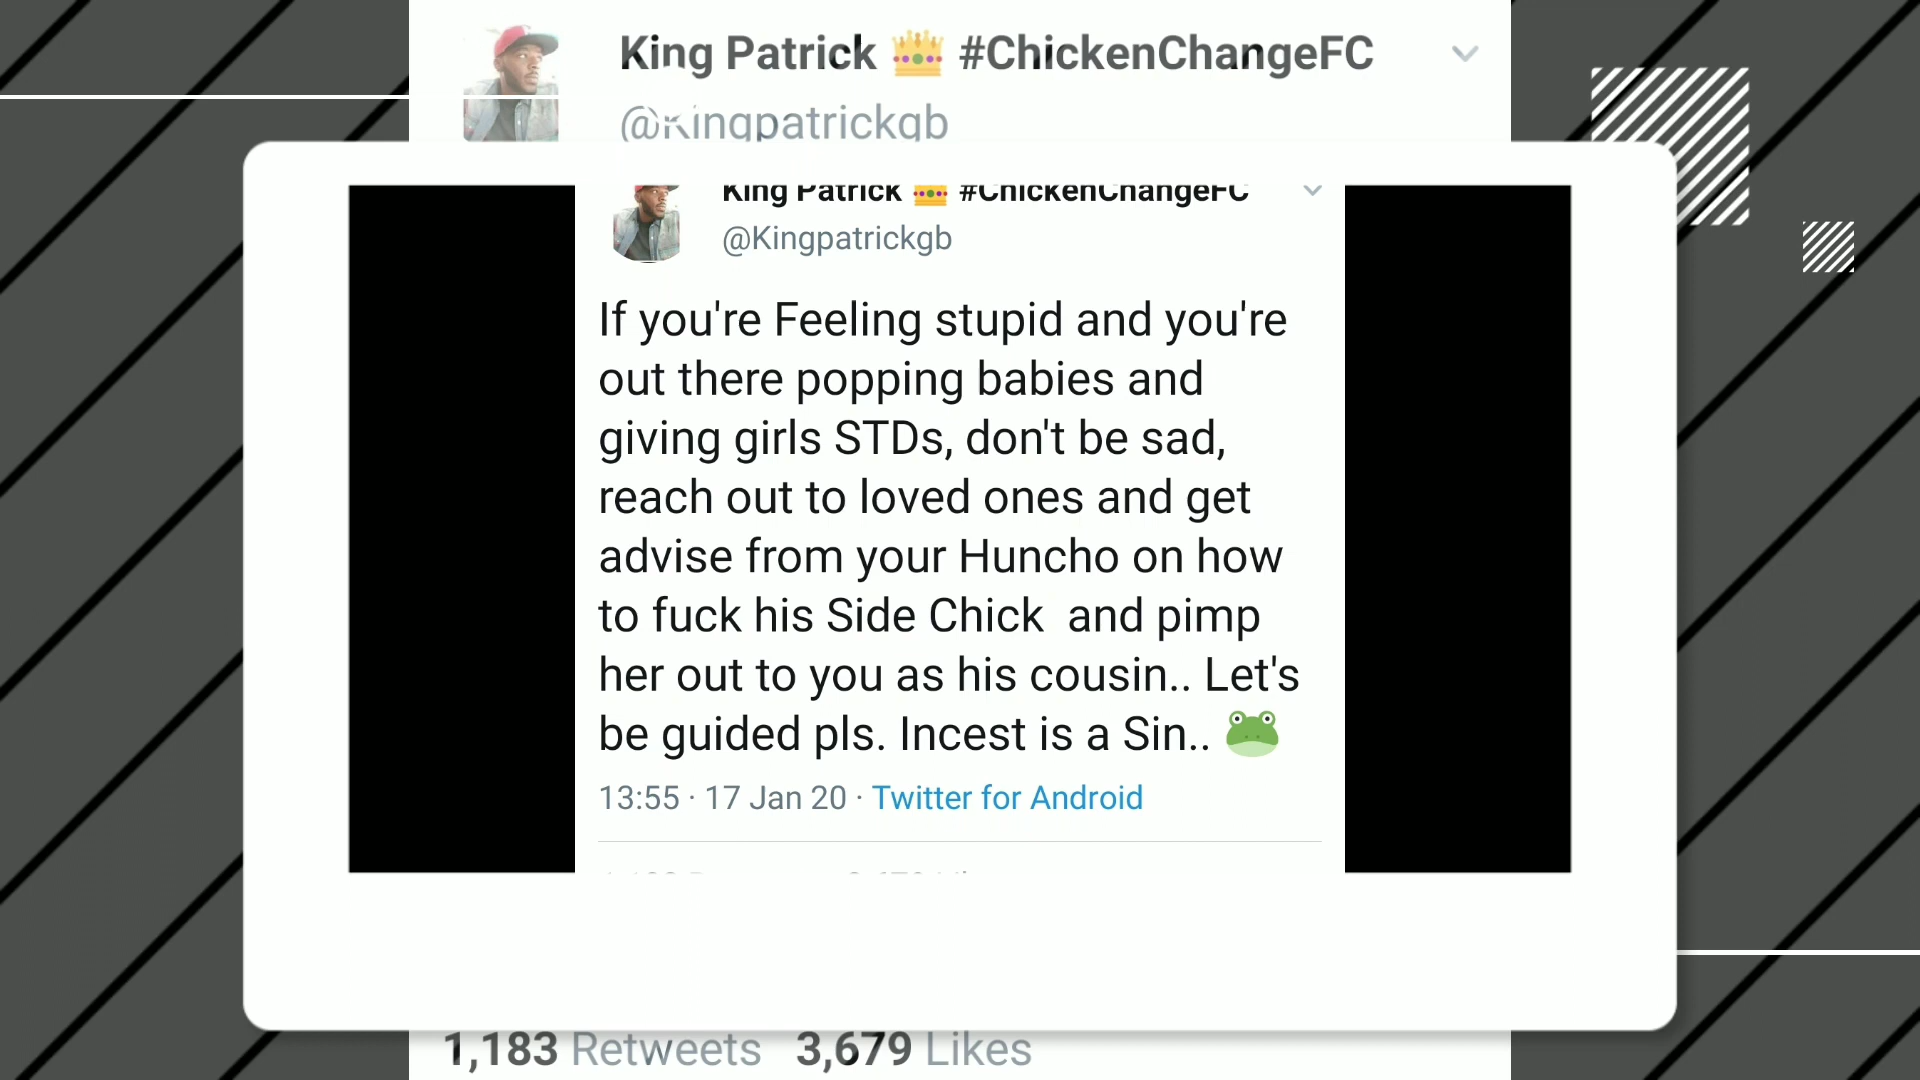 King Patrick 👑 #ChickenChangeFC
@Kingpatrickgb
King Patrick 👑 #ChickenChangeFC
@Kingpatrickgb
If you're Feeling stupid and you're
out there popping babies and
giving girls STDs, don't be sad,
reach out to loved ones and get
advise from your Huncho on how
to fuck his Side Chick  and pimp
her out to you as his cousin.. Let's
be guided pls. Incest is a Sin.. 🐸
13:55 · 17 Jan 20 · Twitter for Android
1,183 Retweets 3,679 Likes